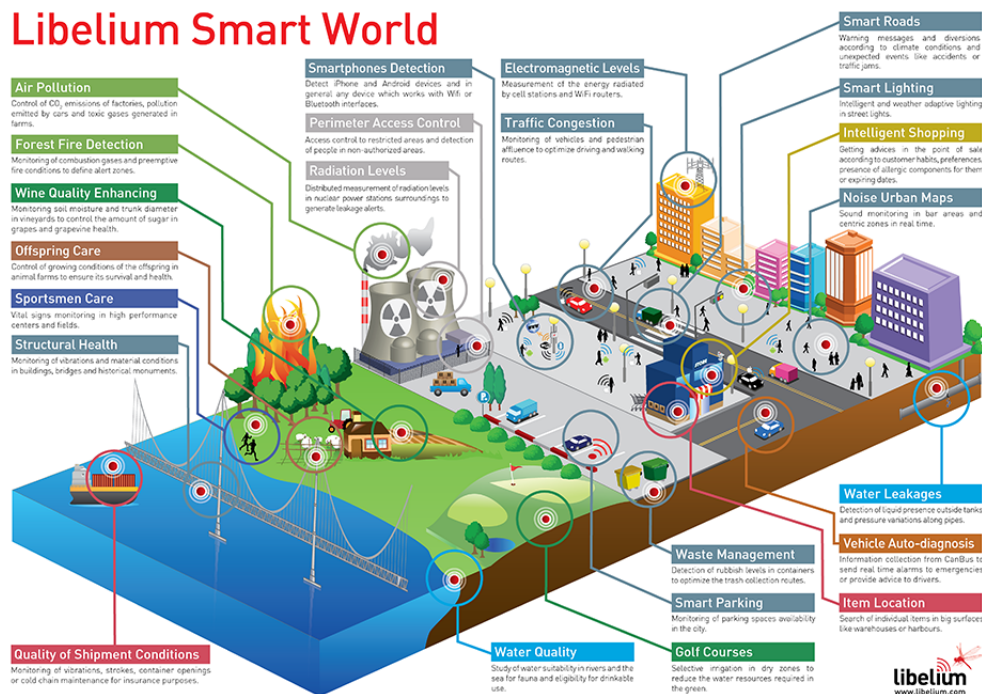 Libelium Smart World
Air Pollution
Control of CO₂ emissions of factories, pollution
emitted by cars and toxic gases generated in
farms.
Forest Fire Detection
Monitoring of combustion gases and preemptive
fire conditions to define alert zones.
Wine Quality Enhancing
Monitoring soil moisture and trunk diameter
in vineyards to control the amount of sugar in
grapes and grapevine health.
Offspring Care
Control of growing conditions of the offspring in
animal farms to ensure its survival and health.
Sportsmen Care
Vital signs monitoring in high performance
centers and fields.
Structural Health
Monitoring of vibrations and material conditions
in buildings, bridges and historical monuments.
Smartphones Detection
Detect iPhone and Android devices and in
general any device which works with Wifi or
Bluetooth interfaces.
Perimeter Access Control
Access control to restricted areas and detection
of people in non-authorized areas.
Radiation Levels
Distributed measurement of radiation levels
in nuclear power stations surroundings to
generate leakage alerts.
Electromagnetic Levels
Measurement of the energy radiated
by cell stations and WiFi routers.
Traffic Congestion
Monitoring of vehicles and pedestrian
affluence to optimize driving and walking
routes.
Smart Roads
Warning messages and diversions
according to climate conditions and
unexpected events like accidents or
traffic jams.
Smart Lighting
Intelligent and weather adaptive lighting
in street lights.
Intelligent Shopping
Getting advices in the point of sale
according to customer habits, preferences,
presence of allergic components for them
or expiring dates.
Noise Urban Maps
Sound monitoring in bar areas and
centric zones in real time.
P
Water Leakages
Detection of liquid presence outside tanks
and pressure variations along pipes.
Vehicle Auto-diagnosis
Information collection from CanBus to
send real time alarms to emergencies
or provide advice to drivers.
Item Location
Search of individual items in big surfaces
like warehouses or harbours.
Waste Management
Detection of rubbish levels in containers
to optimize the trash collection routes.
Smart Parking
Monitoring of parking spaces availability
in the city.
Golf Courses
Selective irrigation in dry zones to
reduce the water resources required in
the green.
Water Quality
Study of water suitability in rivers and the
sea for fauna and eligibility for drinkable
use.
Quality of Shipment Conditions
Monitoring of vibrations, strokes, container openings
or cold chain maintenance for insurance purposes.
libelium
www.libelium.com